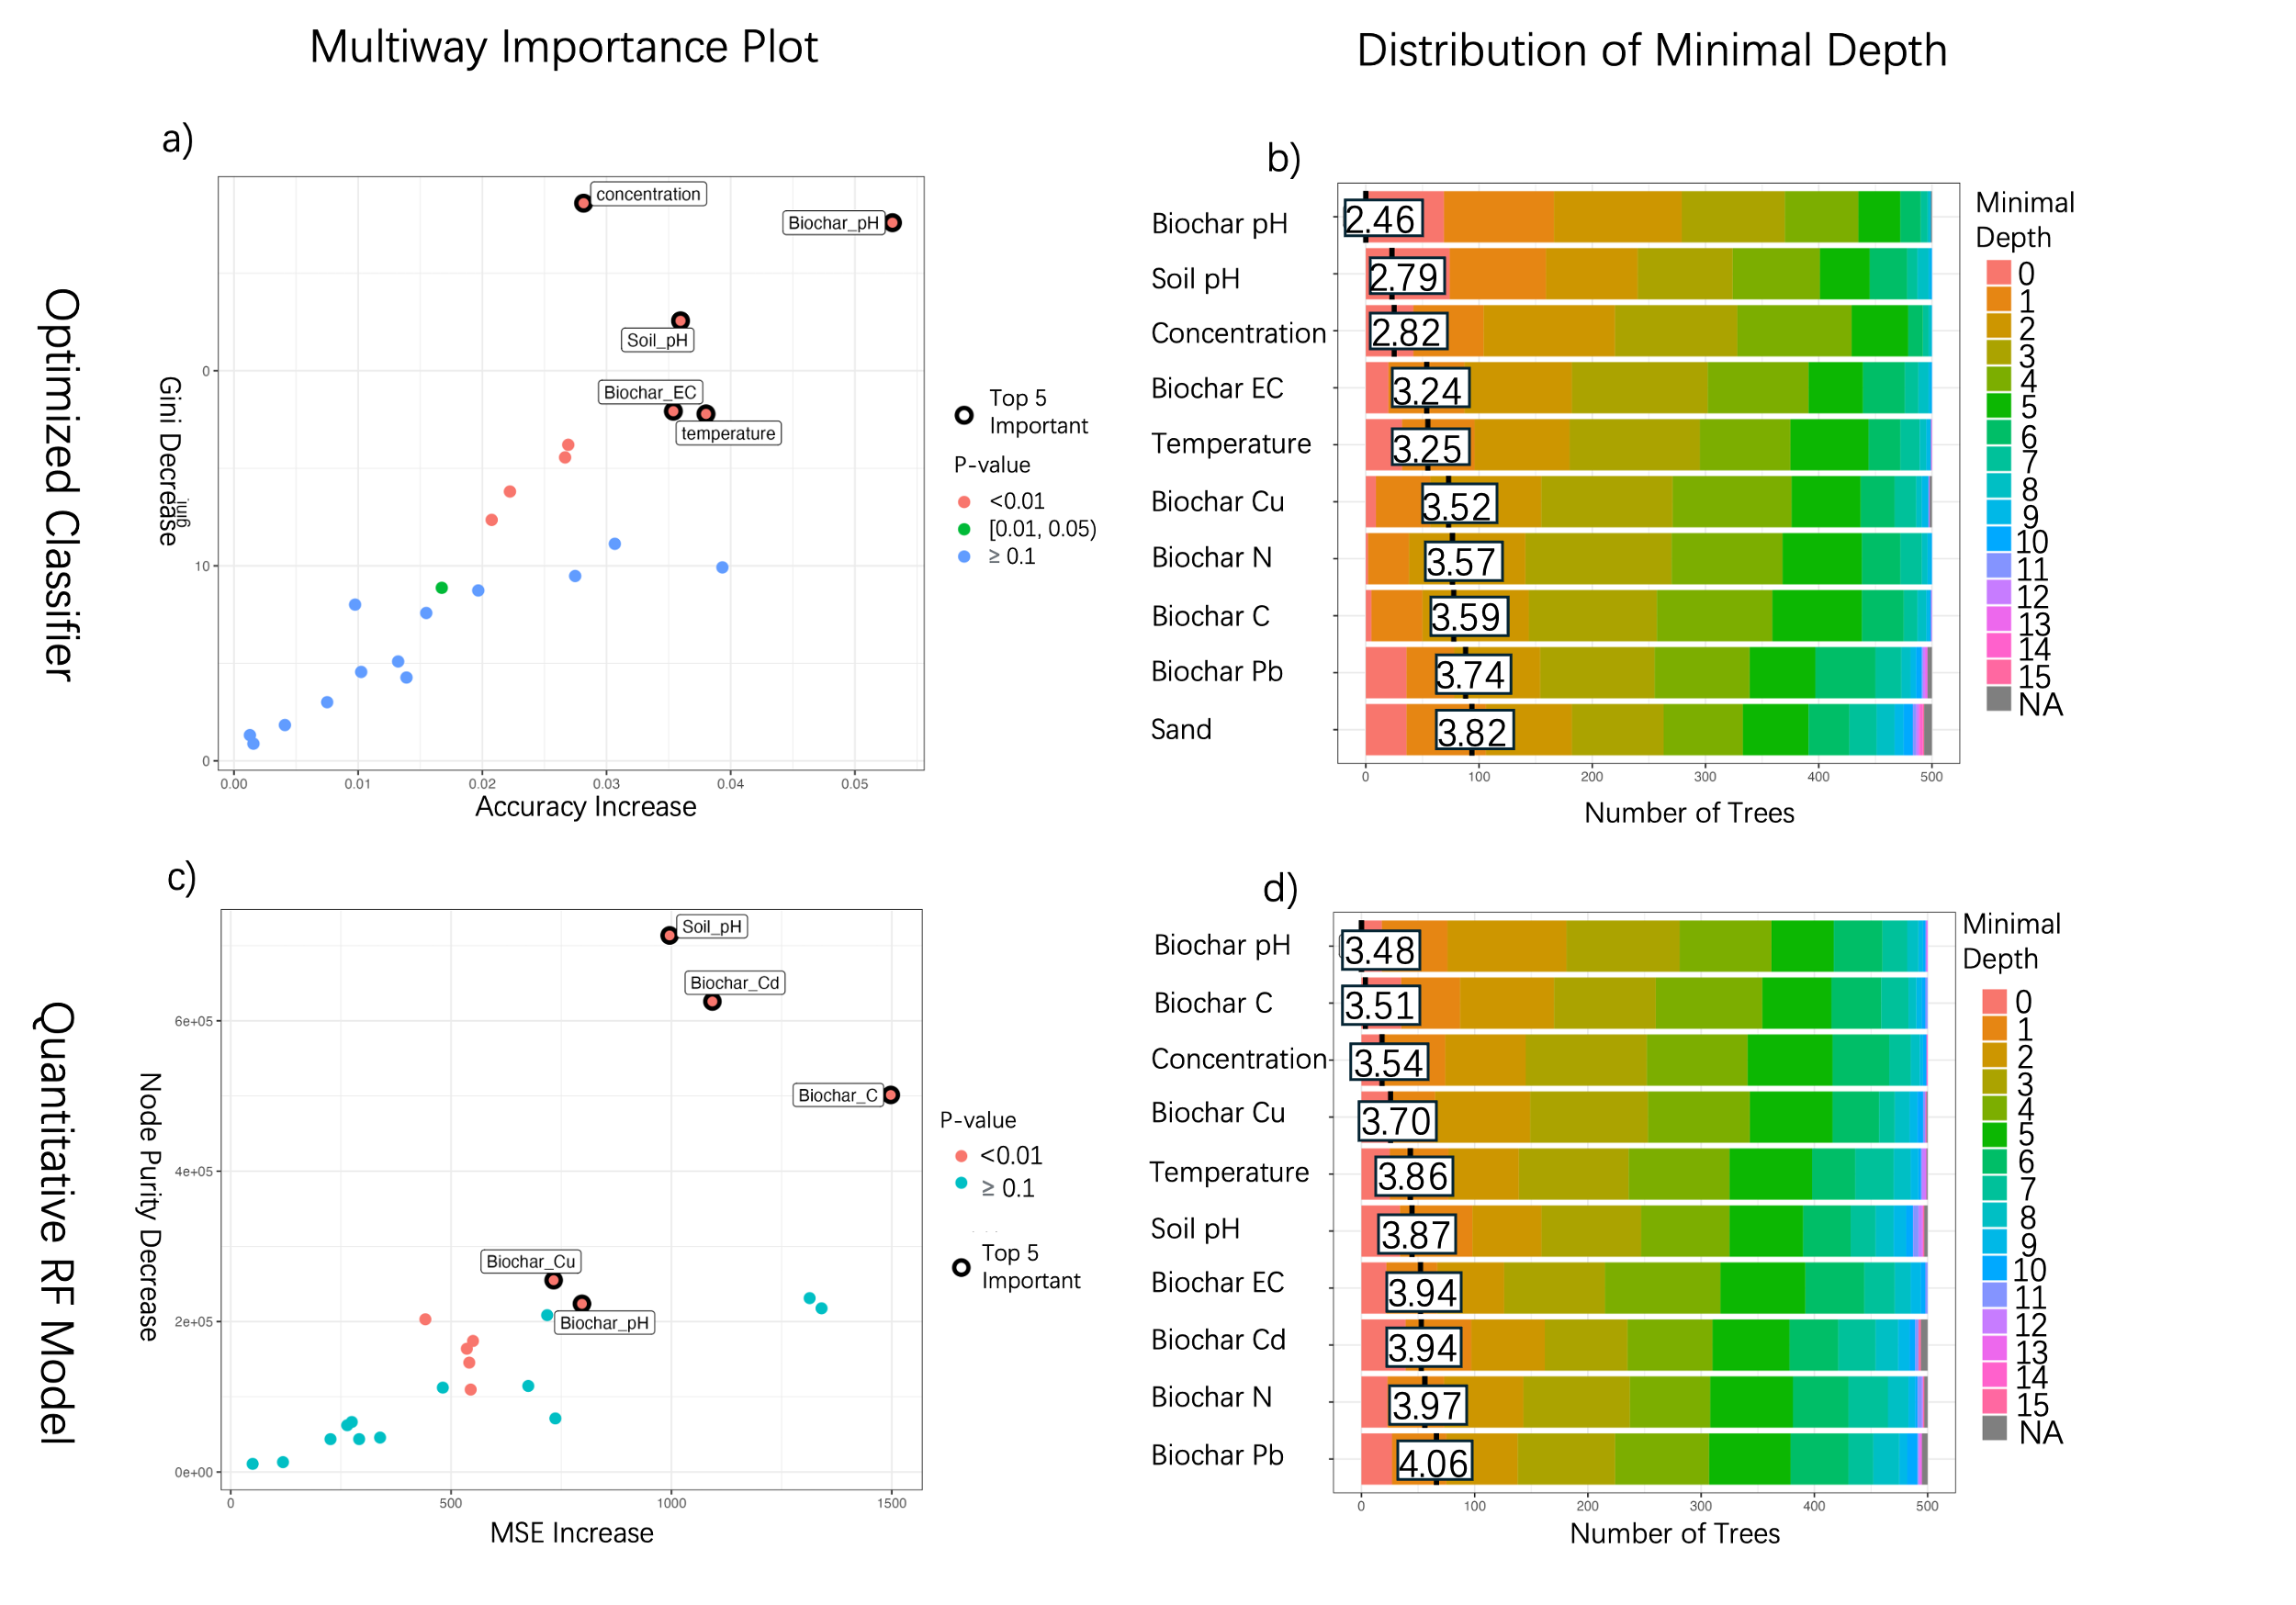 Multiway Importance Plot
Distribution of Minimal Depth
Optimized Classifier
a)
concentration
Biochar_pH
Soil_pH
Biochar_EC
temperature
0
10
0
Gini Decrease
gini
0.00 0.01 0.02 0.03 0.04 0.05
Accuracy Increase
Top 5
Important
P-value
<0.01
[0.01, 0.05)
≥ 0.1
b)
Biochar pH 2.46
Soil pH 2.79
Concentration 2.82
Biochar EC 3.24
Temperature 3.25
Biochar Cu 3.52
Biochar N 3.57
Biochar C 3.59
Biochar Pb 3.74
Sand 3.82
0 100 200 300 400 500
Number of Trees
Minimal
Depth
0
1
2
3
4
5
6
7
8
9
10
11
12
13
14
15
NA
Quantitative RF Model
c)
Soil_pH
Biochar_Cd
Biochar_C
Biochar_Cu
Biochar_pH
6e+05
4e+05
2e+05
0e+00
Node Purity Decrease
0 500 1000 1500
MSE Increase
P-value
<0.01
≥ 0.1
Top 5
Important
d)
Biochar pH 3.48
Biochar C 3.51
Concentration 3.54
Biochar Cu 3.70
Temperature 3.86
Soil pH 3.87
Biochar EC 3.94
Biochar Cd 3.94
Biochar N 3.97
Biochar Pb 4.06
0 100 200 300 400 500
Number of Trees
Minimal
Depth
0
1
2
3
4
5
6
7
8
9
10
11
12
13
14
15
NA